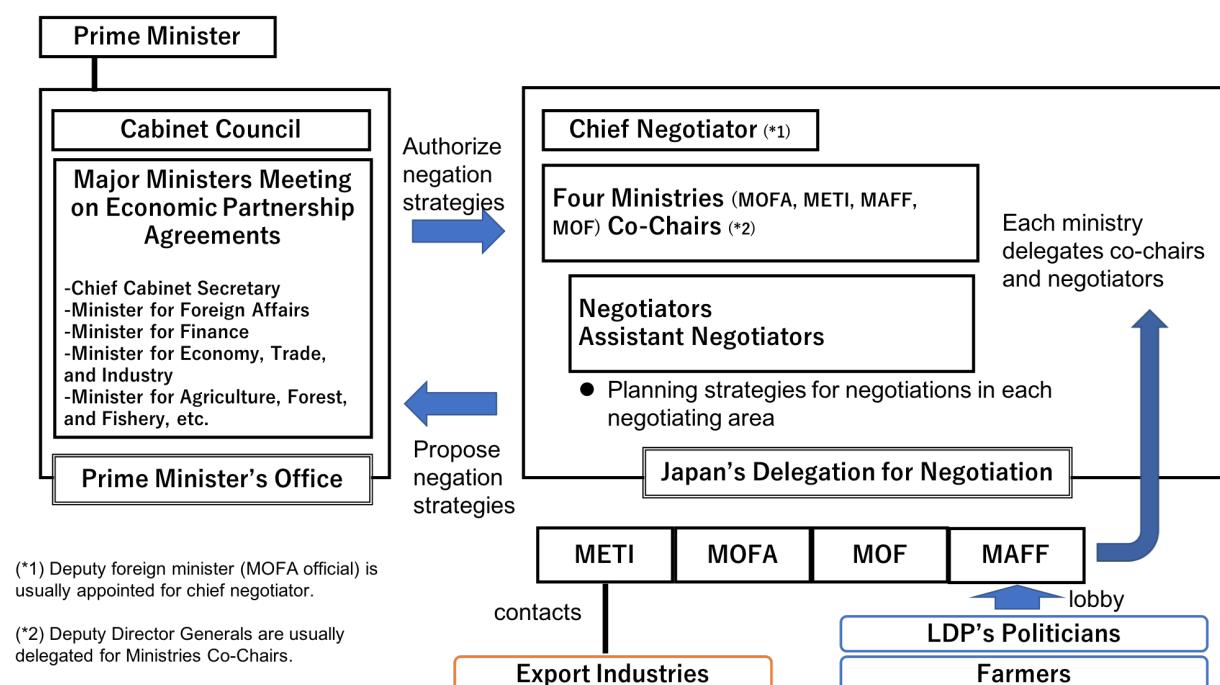 Prime Minister
Cabinet Council
Major Ministers Meeting
on Economic Partnership
Agreements
-Chief Cabinet Secretary
-Minister for Foreign Affairs
-Minister for Finance
-Minister for Economy, Trade,
and Industry
-Minister for Agriculture, Forest,
and Fishery, etc.
Prime Minister's Office
Authorize
negation
strategies
Propose
negation
strategies
Chief Negotiator (*1)
Four Ministries (MOFA, METI, MAFF,
MOF) Co-Chairs (*2)
Negotiators
Assistant Negotiators
● Planning strategies for negotiations in each
negotiating area
Japan's Delegation for Negotiation
Each ministry
delegates co-chairs
and negotiators
METI
MOFA
MOF
MAFF
contacts
lobby
Export Industries
LDP's Politicians
Farmers
(*1) Deputy foreign minister (MOFA official) is
usually appointed for chief negotiator.
(*2) Deputy Director Generals are usually
delegated for Ministries Co-Chairs.